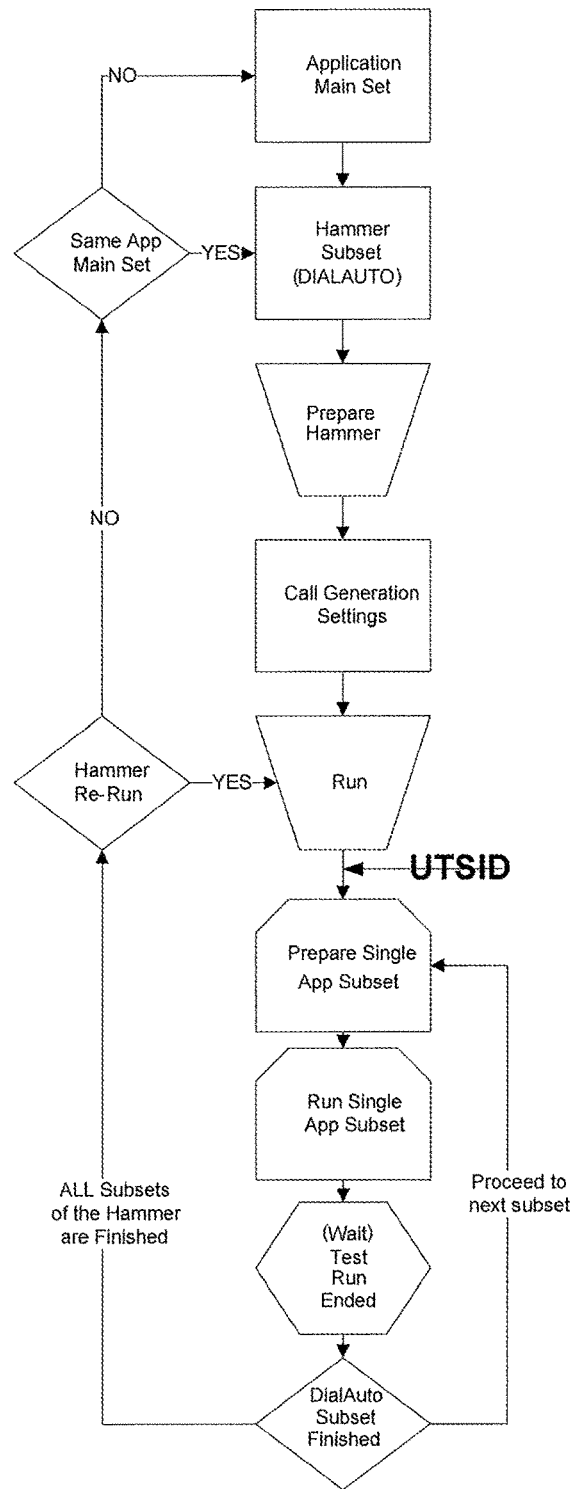 NO
Application
Main Set
Same App
Main Set
YES
Hammer
Subset
(DIALAUTO)
Prepare
Hammer
NO
Call Generation
Settings
Hammer
Re-Run
YES
Run
UTSID
Prepare Single
App Subset
Run Single
App Subset
ALL Subsets
of the Hammer
are Finished
Proceed to
next subset
(Wait)
Test
Run
Ended
DialAuto
Subset
Finished